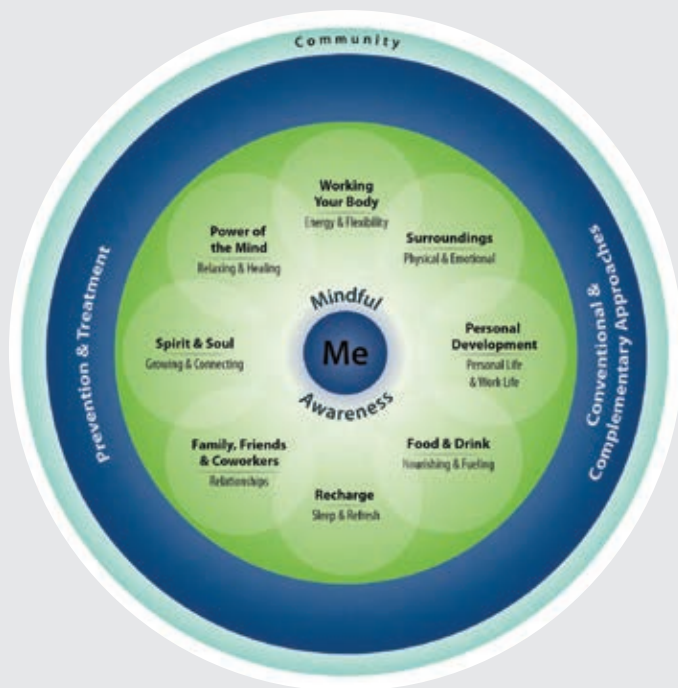 Community
Prevention & Treatment
Conventional &
Complementary Approaches
Working
Your Body
Energy & Flexibility
Surroundings
Physical & Emotional
Personal
Development
Personal Life
& Work Life
Food & Drink
Nourishing & Fueling
Recharge
Sleep & Refresh
Family, Friends
& Coworkers
Relationships
Spirit & Soul
Growing & Connecting
Power of
the Mind
Relaxing & Healing
Mindful
Me
Awareness